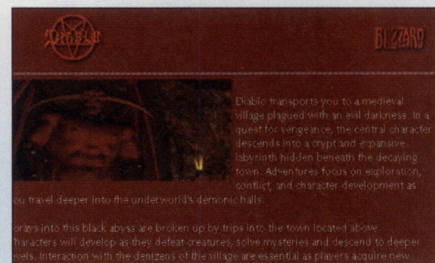 DIABLO
BLIZZARD
Diablo transports you to a medieval
village plagued with an evil darkness. In a
quest for vengeance, the central character
descends into a crypt and expansive
labyrinth hidden beneath the decaying
town. Adventures focus on exploration,
conflict, and character development as
ou travel deeper into the underworld's demonic halls.
orays into this black abyss are broken up by trips into the town located above.
haracters will develop as they defeat creatures, solve mysteries and descend to deeper
vels. Interaction with the denizens of the village are essential as players acquire new